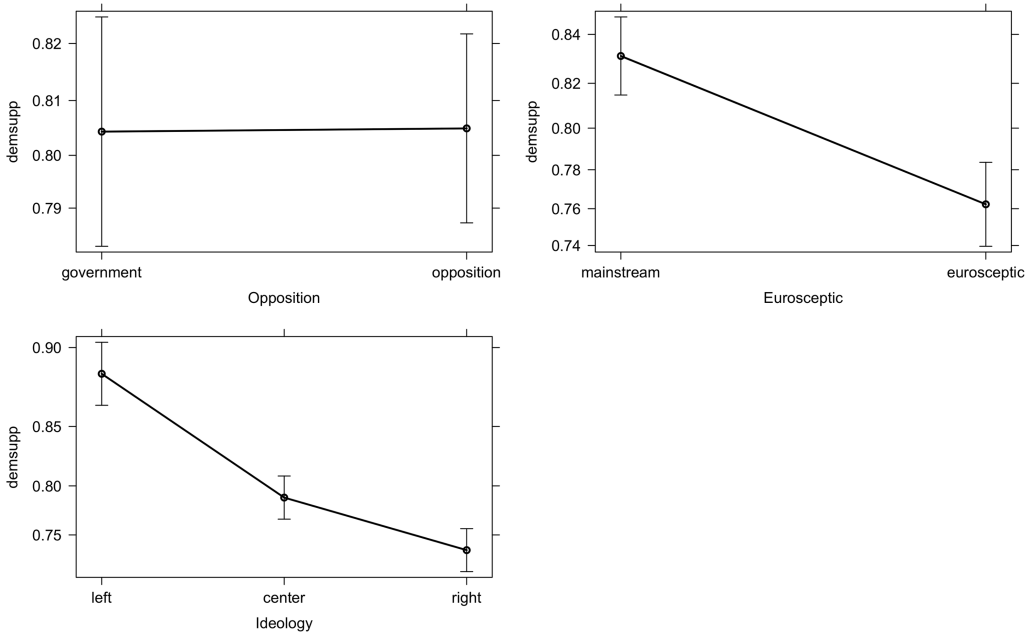 0.82
0.81
0.80
0.79
demsupp
government
opposition
Opposition
0.84
0.82
0.80
0.78
0.76
0.74
demsupp
mainstream
eurosceptic
Eurosceptic
0.90
0.85
0.80
0.75
demsupp
left
center
right
Ideology